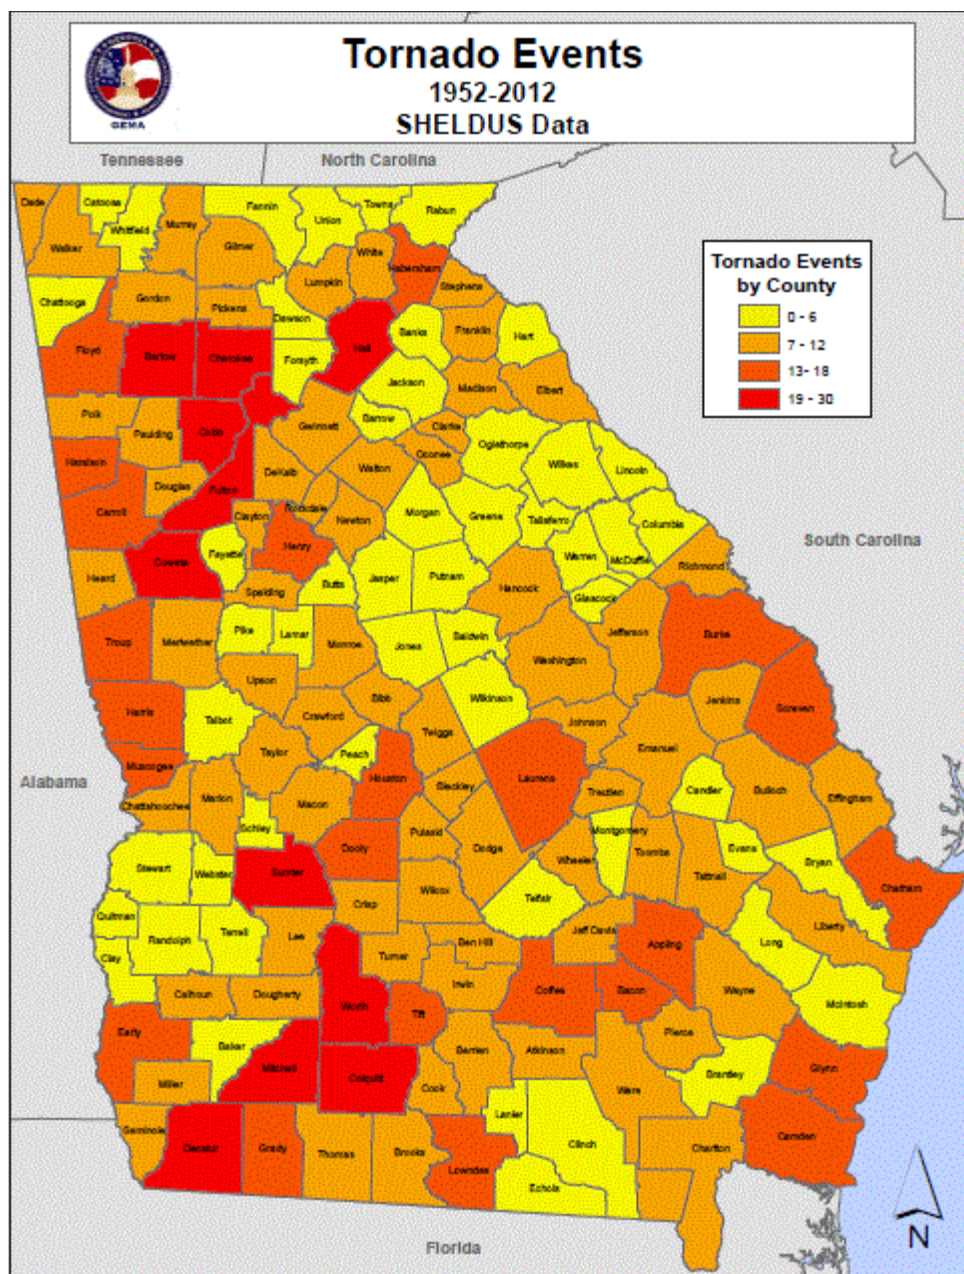 Tornado Events
1952-2012
SHELDUS Data
GEMA
Tennessee
North Carolina
Dade
Catoosa
Whitfield
Murray
Fannin
Union
Towns
Rabun
Walker
Gilmer
White
Lumpkin
Habersham
Stephens
Chattooga
Gordon
Pickens
Dawson
Banks
Franklin
Hart
Floyd
Bartow
Cherokee
Forsyth
Hall
Jackson
Madison
Elbert
Polk
Paulding
Cobb
Gwinnett
Barrow
Clarke
Oconee
Oglethorpe
Wilkes
Lincoln
Haralson
Douglas
Fulton
DeKalb
Walton
Carroll
Clayton
Rockdale
Newton
Morgan
Greene
Taliaferro
Columbia
Heard
Coweta
Fayette
Henry
Butts
Jasper
Putnam
Hancock
Warren
McDuffie
Richmond
Spalding
Glascock
Troup
Meriwether
Pike
Lamar
Monroe
Jones
Baldwin
Washington
Jefferson
Burke
Upson
Bibb
Wilkinson
Jenkins
Screven
Harris
Talbot
Crawford
Twiggs
Johnson
Emanuel
Muscogee
Taylor
Peach
Houston
Bleckley
Laurens
Treutlen
Candler
Bulloch
Effingham
Chattahoochee
Marion
Macon
Schley
Dooly
Pulaski
Dodge
Wheeler
Montgomery
Toombs
Tattnall
Evans
Bryan
Chatham
Stewart
Webster
Sumter
Crisp
Wilcox
Telfair
Liberty
Quitman
Randolph
Terrell
Lee
Turner
Ben Hill
Jeff Davis
Appling
Long
Clay
Calhoun
Dougherty
Worth
Tift
Irwin
Coffee
Bacon
Wayne
McIntosh
Early
Baker
Mitchell
Colquitt
Berrien
Atkinson
Pierce
Brantley
Glynn
Miller
Cook
Ware
Seminole
Decatur
Grady
Thomas
Brooks
Lowndes
Lanier
Clinch
Echols
Charlton
Camden
Tornado Events
by County
0 - 6
7 - 12
13- 18
19 - 30
South Carolina
Alabama
Florida
N